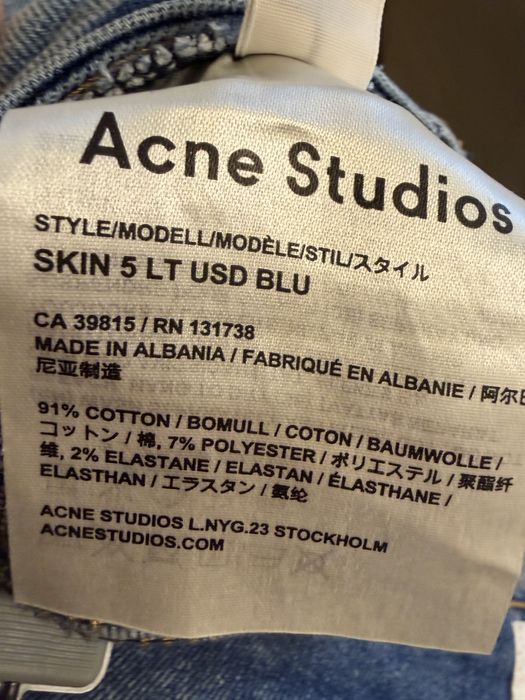 Acne Studios
STYLE/MODELL/MODÈLE/STIL/スタイル
SKIN 5 LT USD BLU
CA 39815 / RN 131738
MADE IN ALBANIA / FABRIQUÉ EN ALBANIE / 阿尔巴
尼亚制造
91% COTTON / BOMULL / COTON / BAUMWOLLE /
コットン / 棉, 7% POLYESTER / ポリエステル / 聚酯纤
维, 2% ELASTANE / ELASTAN / ÉLASTHANE /
ELASTHAN / エラスタン / 氨纶
ACNE STUDIOS L.NYG.23 STOCKHOLM
ACNESTUDIOS.COM